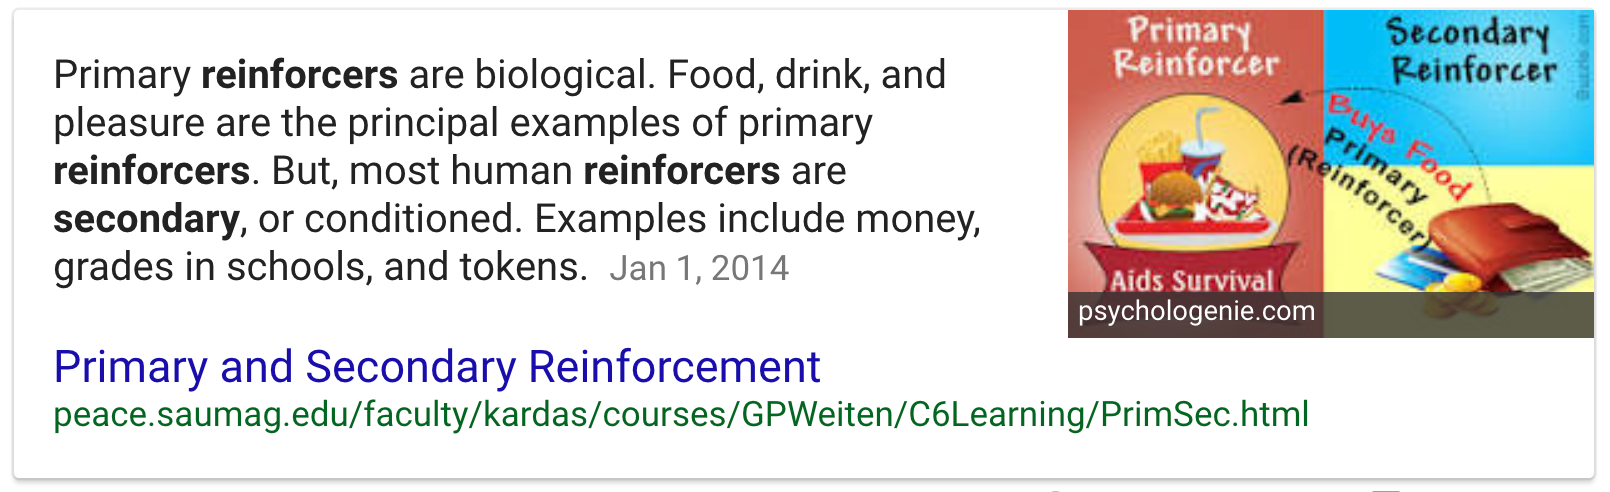 Primary reinforcers are biological. Food, drink, and
pleasure are the principal examples of primary
reinforcers. But, most human reinforcers are
secondary, or conditioned. Examples include money,
grades in schools, and tokens. Jan 1, 2014
Primary and Secondary Reinforcement
peace.saumag.edu/faculty/kardas/courses/GPWeiten/C6Learning/PrimSec.html
Primary
Reinforcer
Aids Survival
Secondary
Reinforcer
Buys Food
Primary
(Reinforcer)
psychologenie.com